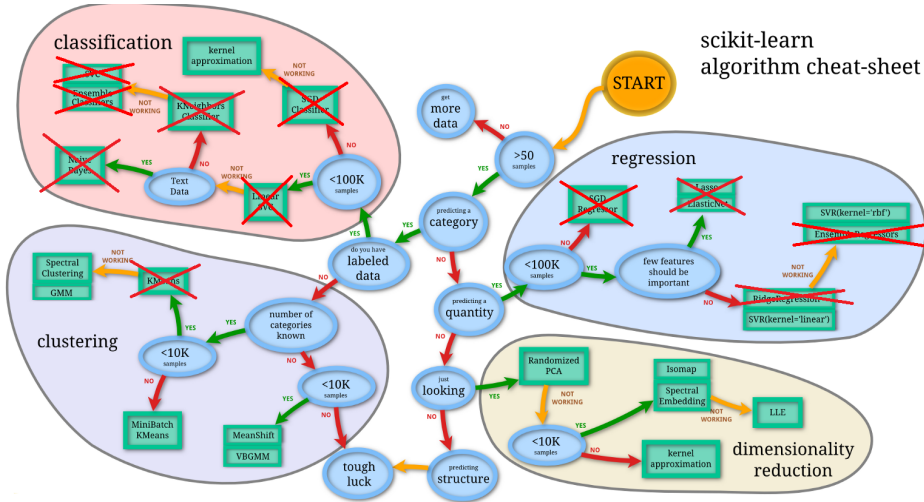 classification
scikit-learn
algorithm cheat-sheet
START
kernel
approximation
NOT
WORKING
SVC
Ensemble
Classifiers
NOT
WORKING
KNeighbors
Classifier
SGD
Classifier
get
more
data
NO
>50
samples
YES
regression
Naive
Bayes
YES
Text
Data
NO
NOT
WORKING
Linear
SVC
YES
<100K
samples
NO
predicting a
category
YES
YES
NO
do you have
labeled
data
NO
SGD
Regressor
Lasso
ElasticNet
SVR(kernel='rbf')
Ensemble Regressors
NO
<100K
samples
YES
few features
should be
important
YES
NO
NOT
WORKING
RidgeRegression
SVR(kernel='linear')
Spectral
Clustering
GMM
NOT
WORKING
KMeans
YES
clustering
<10K
samples
YES
number of
categories
known
NO
NO
MiniBatch
KMeans
<10K
samples
YES
NO
MeanShift
VBGMM
predicting a
quantity
YES
NO
just
looking
YES
NO
tough
luck
predicting
structure
Randomized
PCA
NOT
WORKING
<10K
samples
YES
NO
Isomap
Spectral
Embedding
NOT
WORKING
LLE
kernel
approximation
dimensionality
reduction